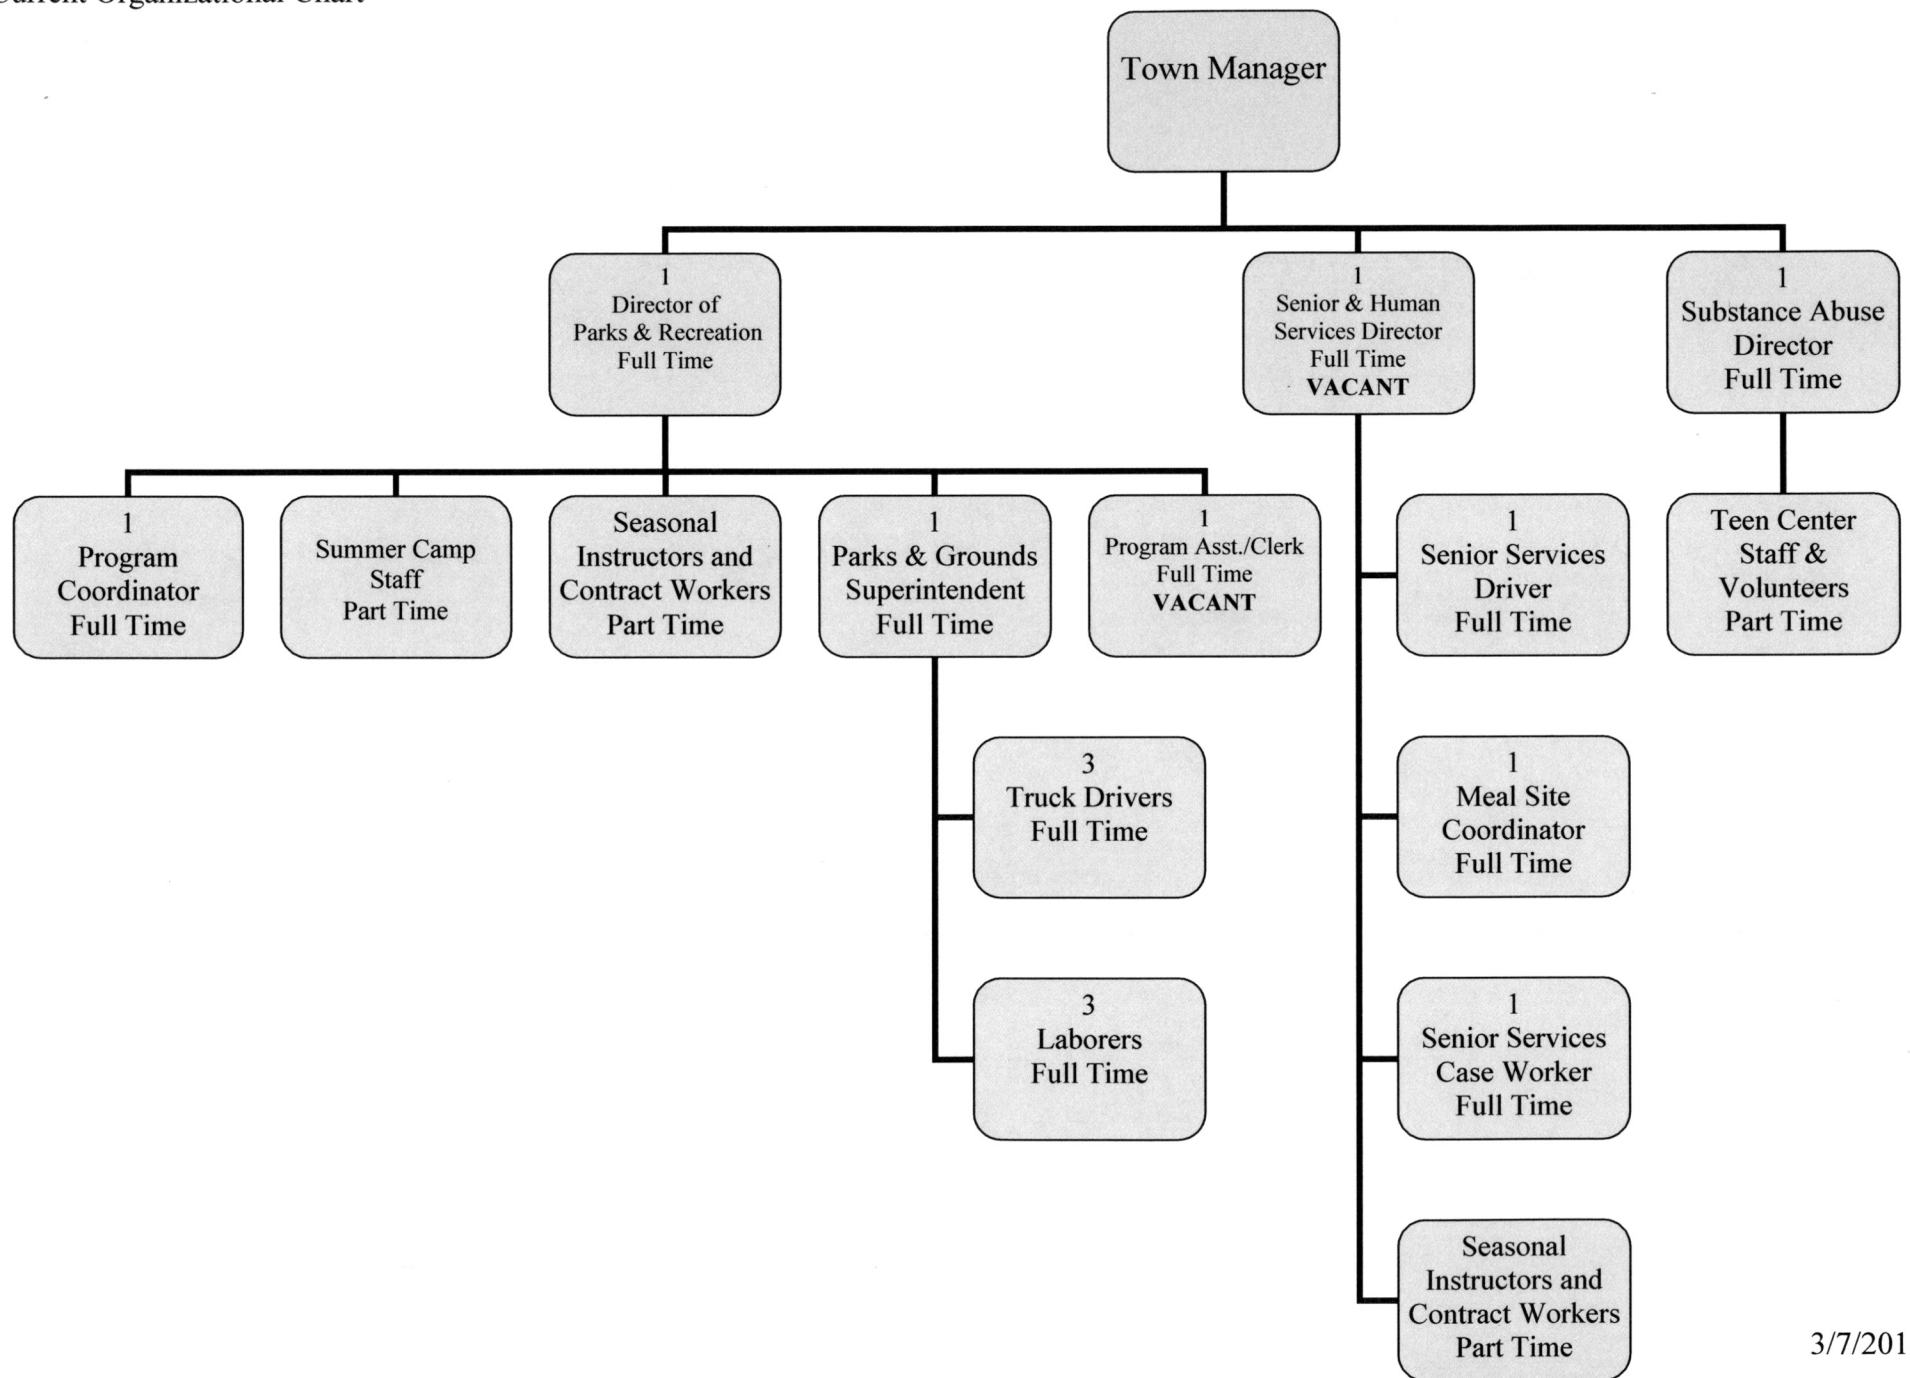 Current Organizational Chart
Town Manager
1
Director of
Parks & Recreation
Full Time
1
Senior & Human
Services Director
Full Time
VACANT
1
Substance Abuse
Director
Full Time
1
Program
Coordinator
Full Time
Summer Camp
Staff
Part Time
Seasonal
Instructors and
Contract Workers
Part Time
1
Parks & Grounds
Superintendent
Full Time
1
Program Asst./Clerk
Full Time
VACANT
1
Senior Services
Driver
Full Time
Teen Center
Staff &
Volunteers
Part Time
3
Truck Drivers
Full Time
1
Meal Site
Coordinator
Full Time
3
Laborers
Full Time
1
Senior Services
Case Worker
Full Time
Seasonal
Instructors and
Contract Workers
Part Time
3/7/201